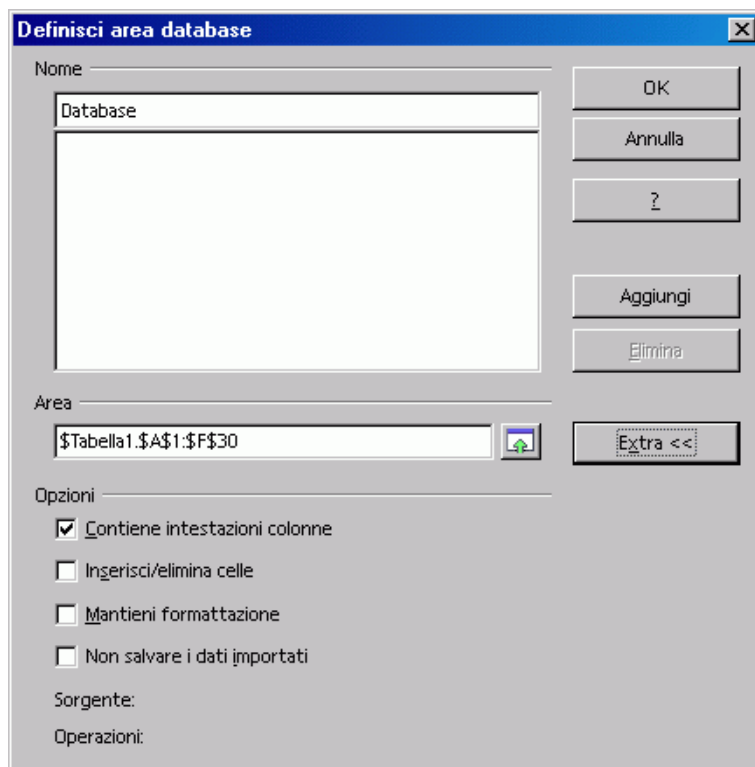 Definisci area database
Nome
Database
OK
Annulla
?
Aggiungi
Elimina
Area
$Tabella1.$A$1:$F$30
Extra <<
Opzioni
Contiene intestazioni colonne
Inserisci/elimina celle
Mantieni formattazione
Non salvare i dati importati
Sorgente:
Operazioni: